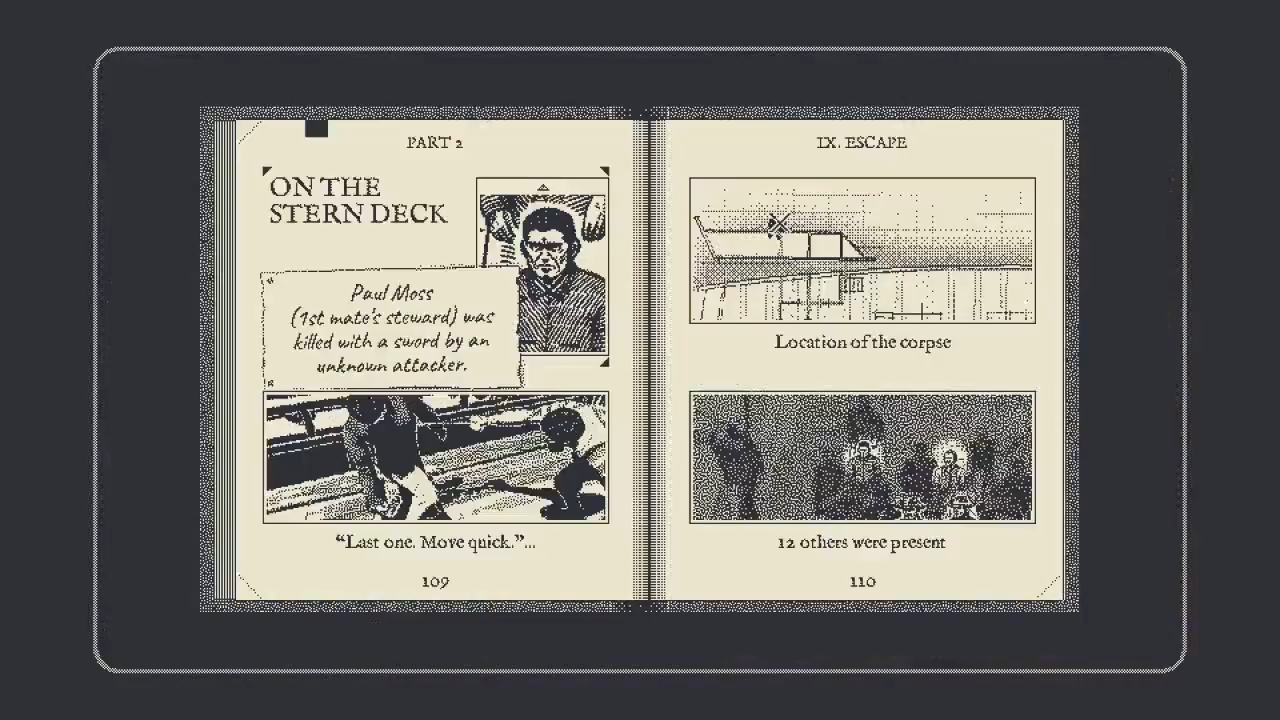 PART 2
ON THE
STERN DECK
Paul Moss
(1st mate's steward) was
killed with a sword by an
unknown attacker.
“Last one. Move quick.”...
109
IX. ESCAPE
Location of the corpse
12 others were present
110